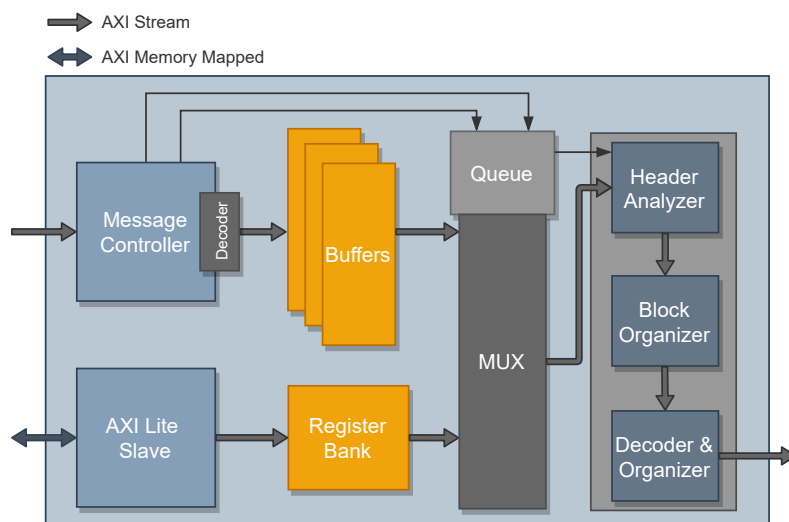 AXI Stream
AXI Memory Mapped
Message
Controller
Decoder
Buffers
Queue
MUX
Header
Analyzer
Block
Organizer
Decoder &
Organizer
AXI Lite
Slave
Register
Bank